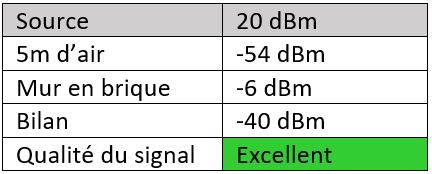 Source 20 dBm
5m d’air -54 dBm
Mur en brique -6 dBm
Bilan -40 dBm
Qualité du signal Excellent